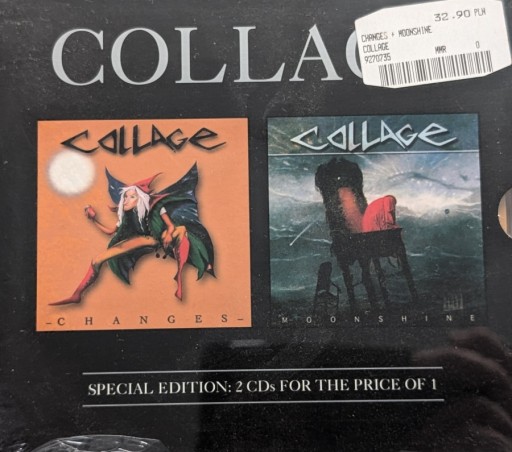 COLLAG
32.90 PLN
CHANGES + MOONSHINE
COLLAGE
MMR 0
9270735
COLLAGE
COLLAGE
-CHANGES-
MOONSHINE
SPECIAL EDITION: 2 CDs FOR THE PRICE OF 1